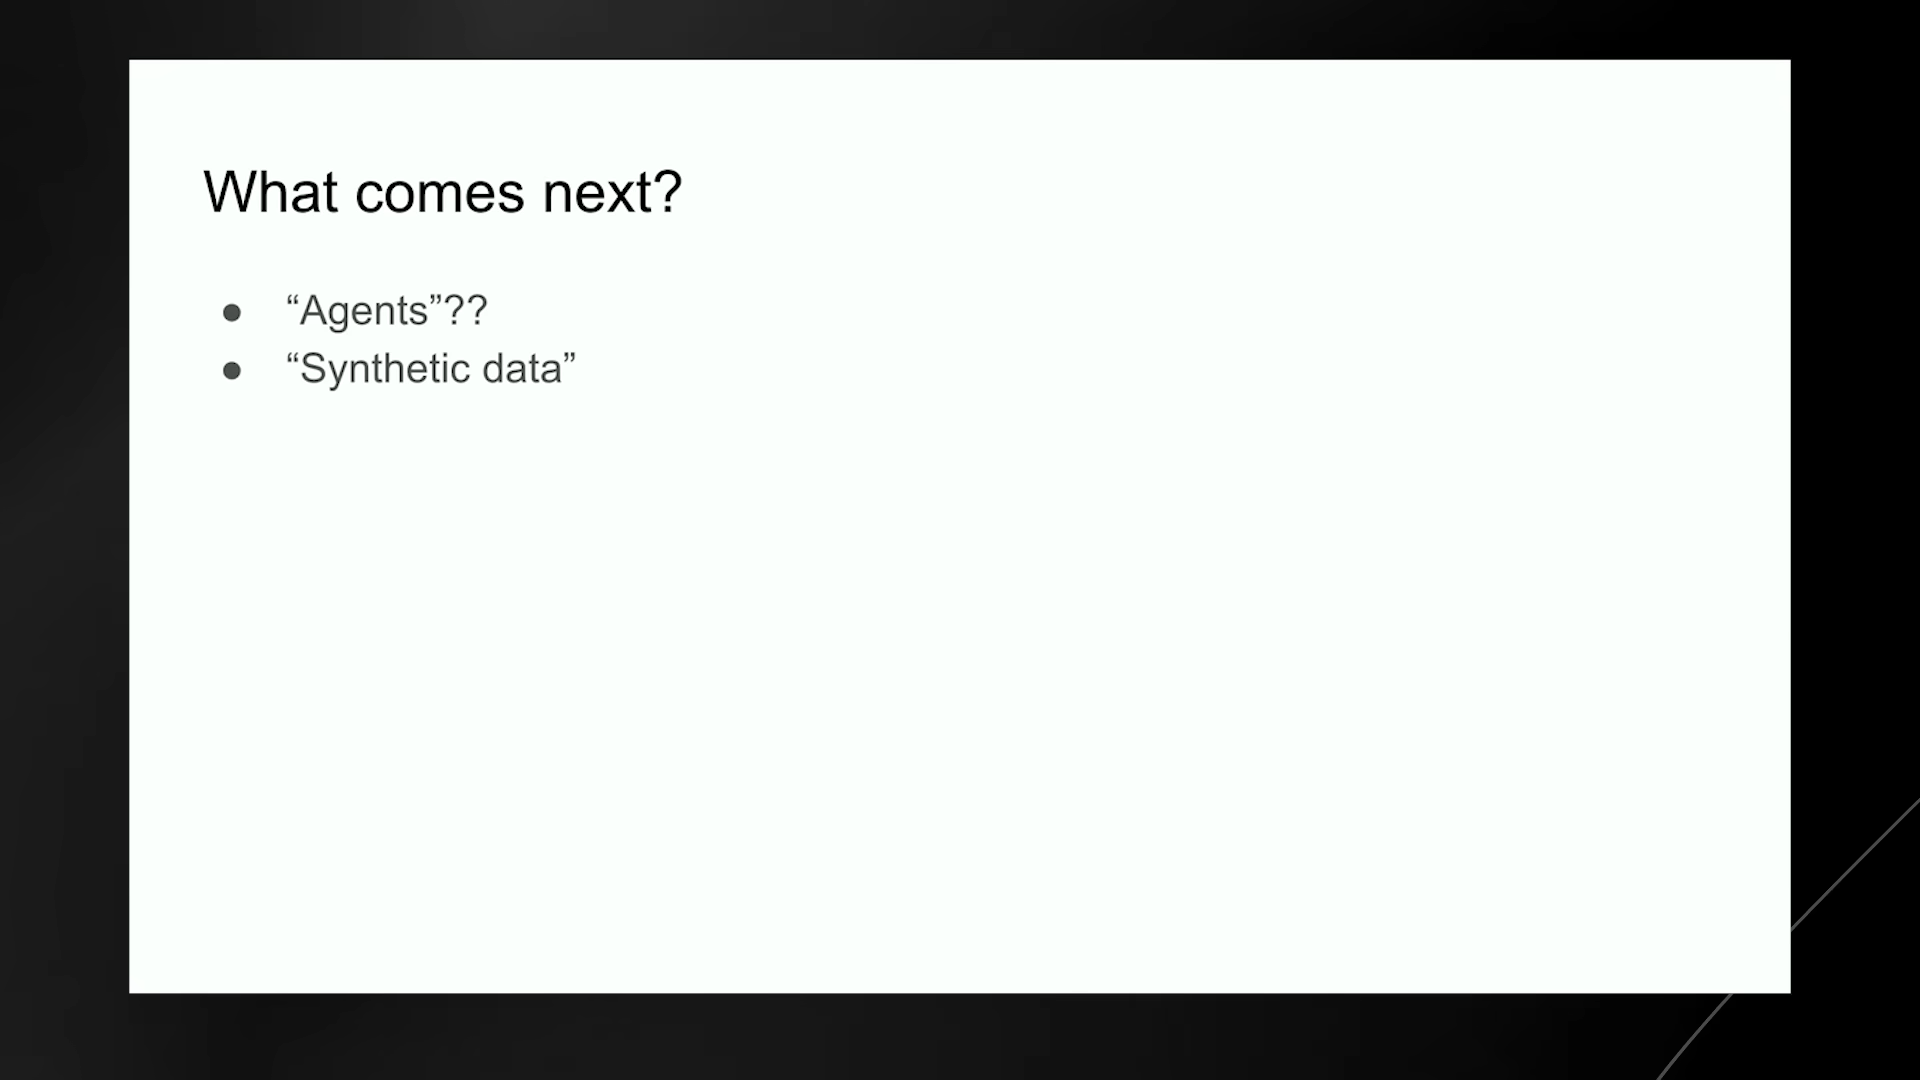 What comes next?
● “Agents”??
● “Synthetic data”